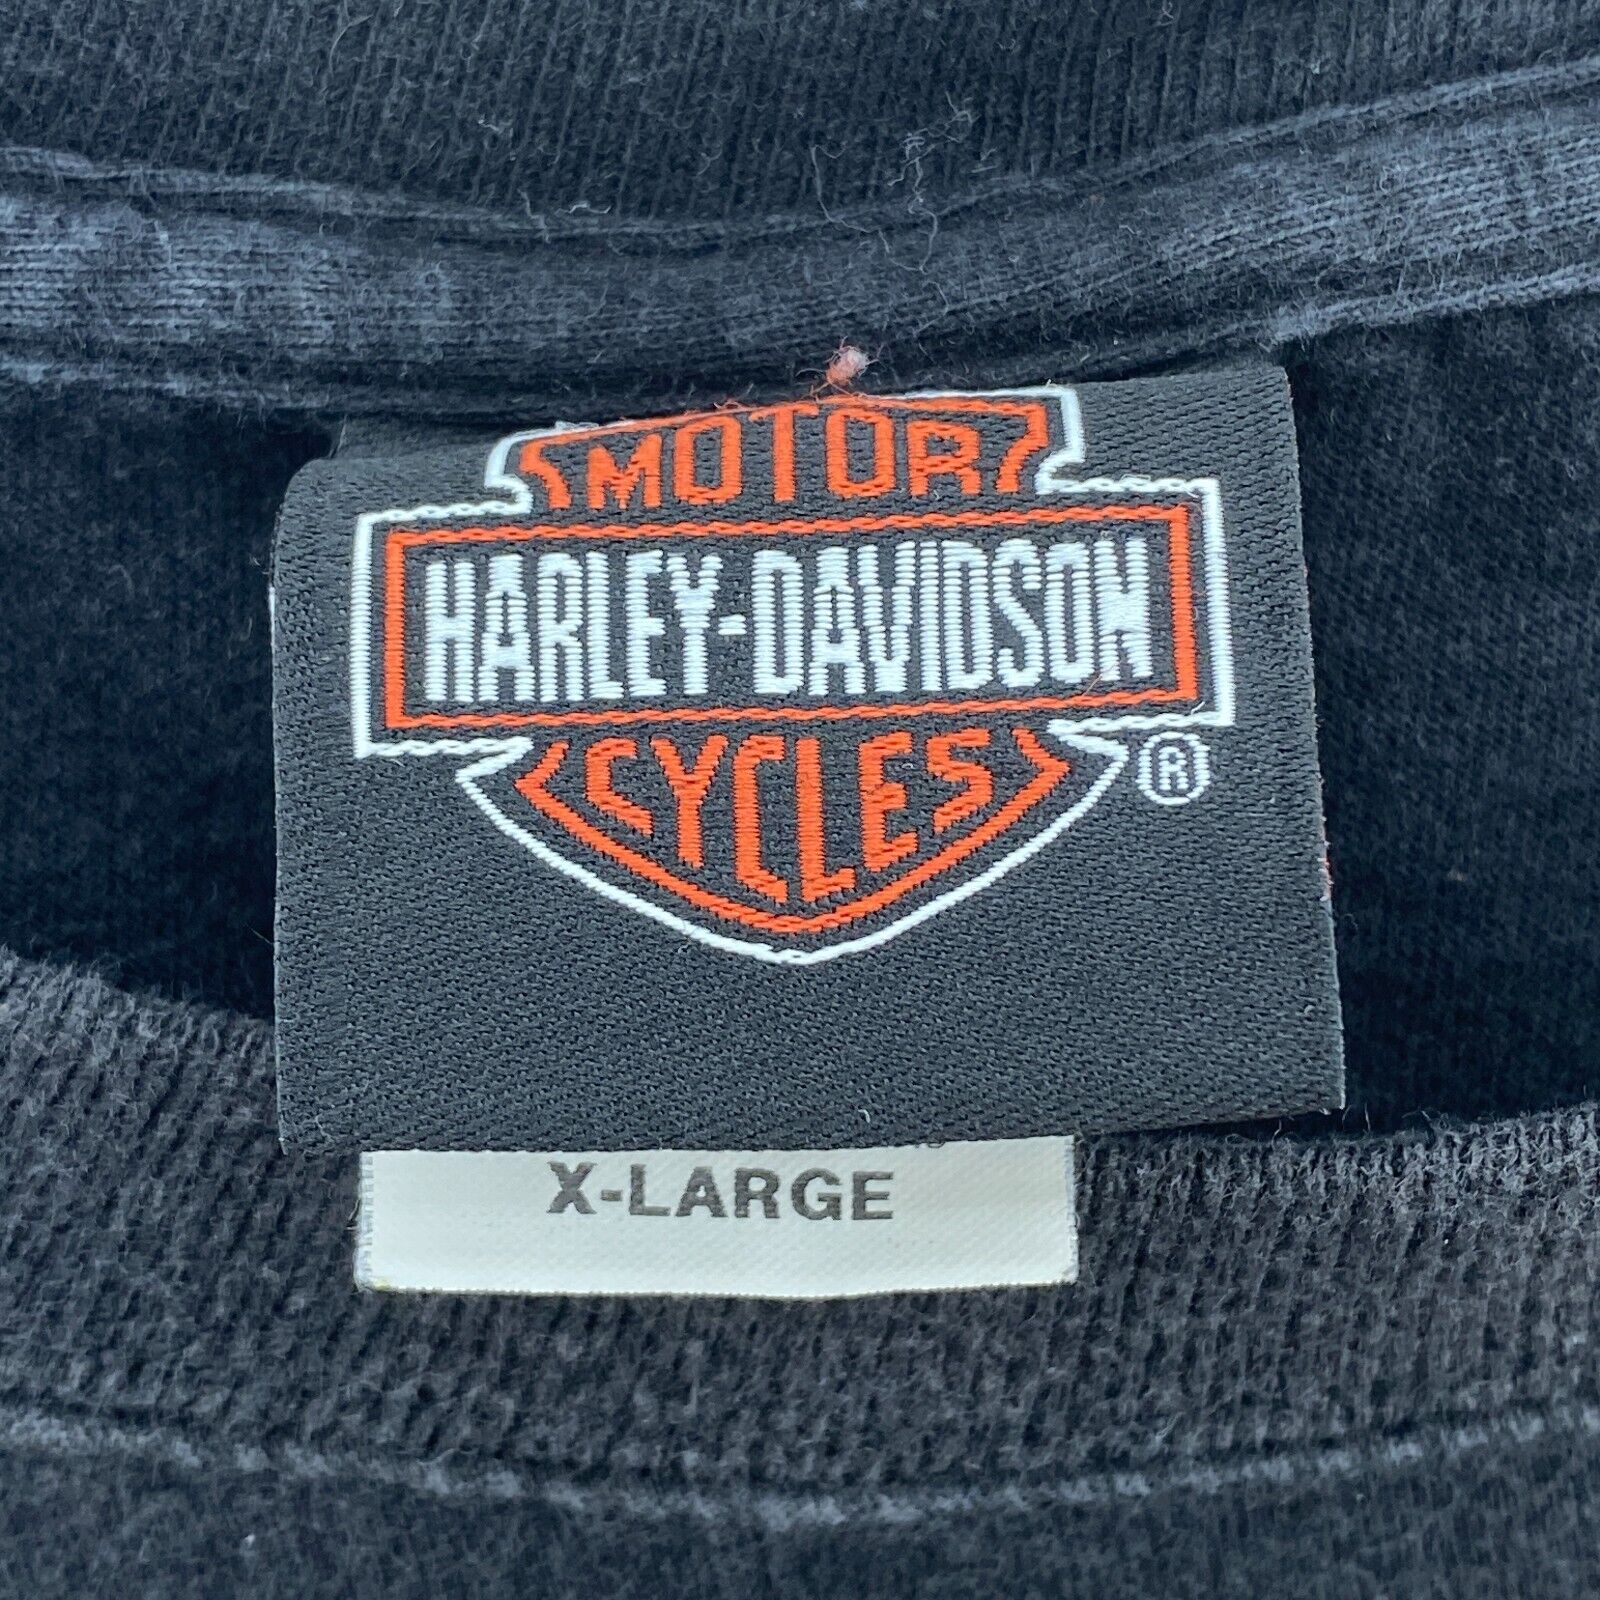 MOTOR
HARLEY-DAVIDSON
CYCLES
®
X-LARGE